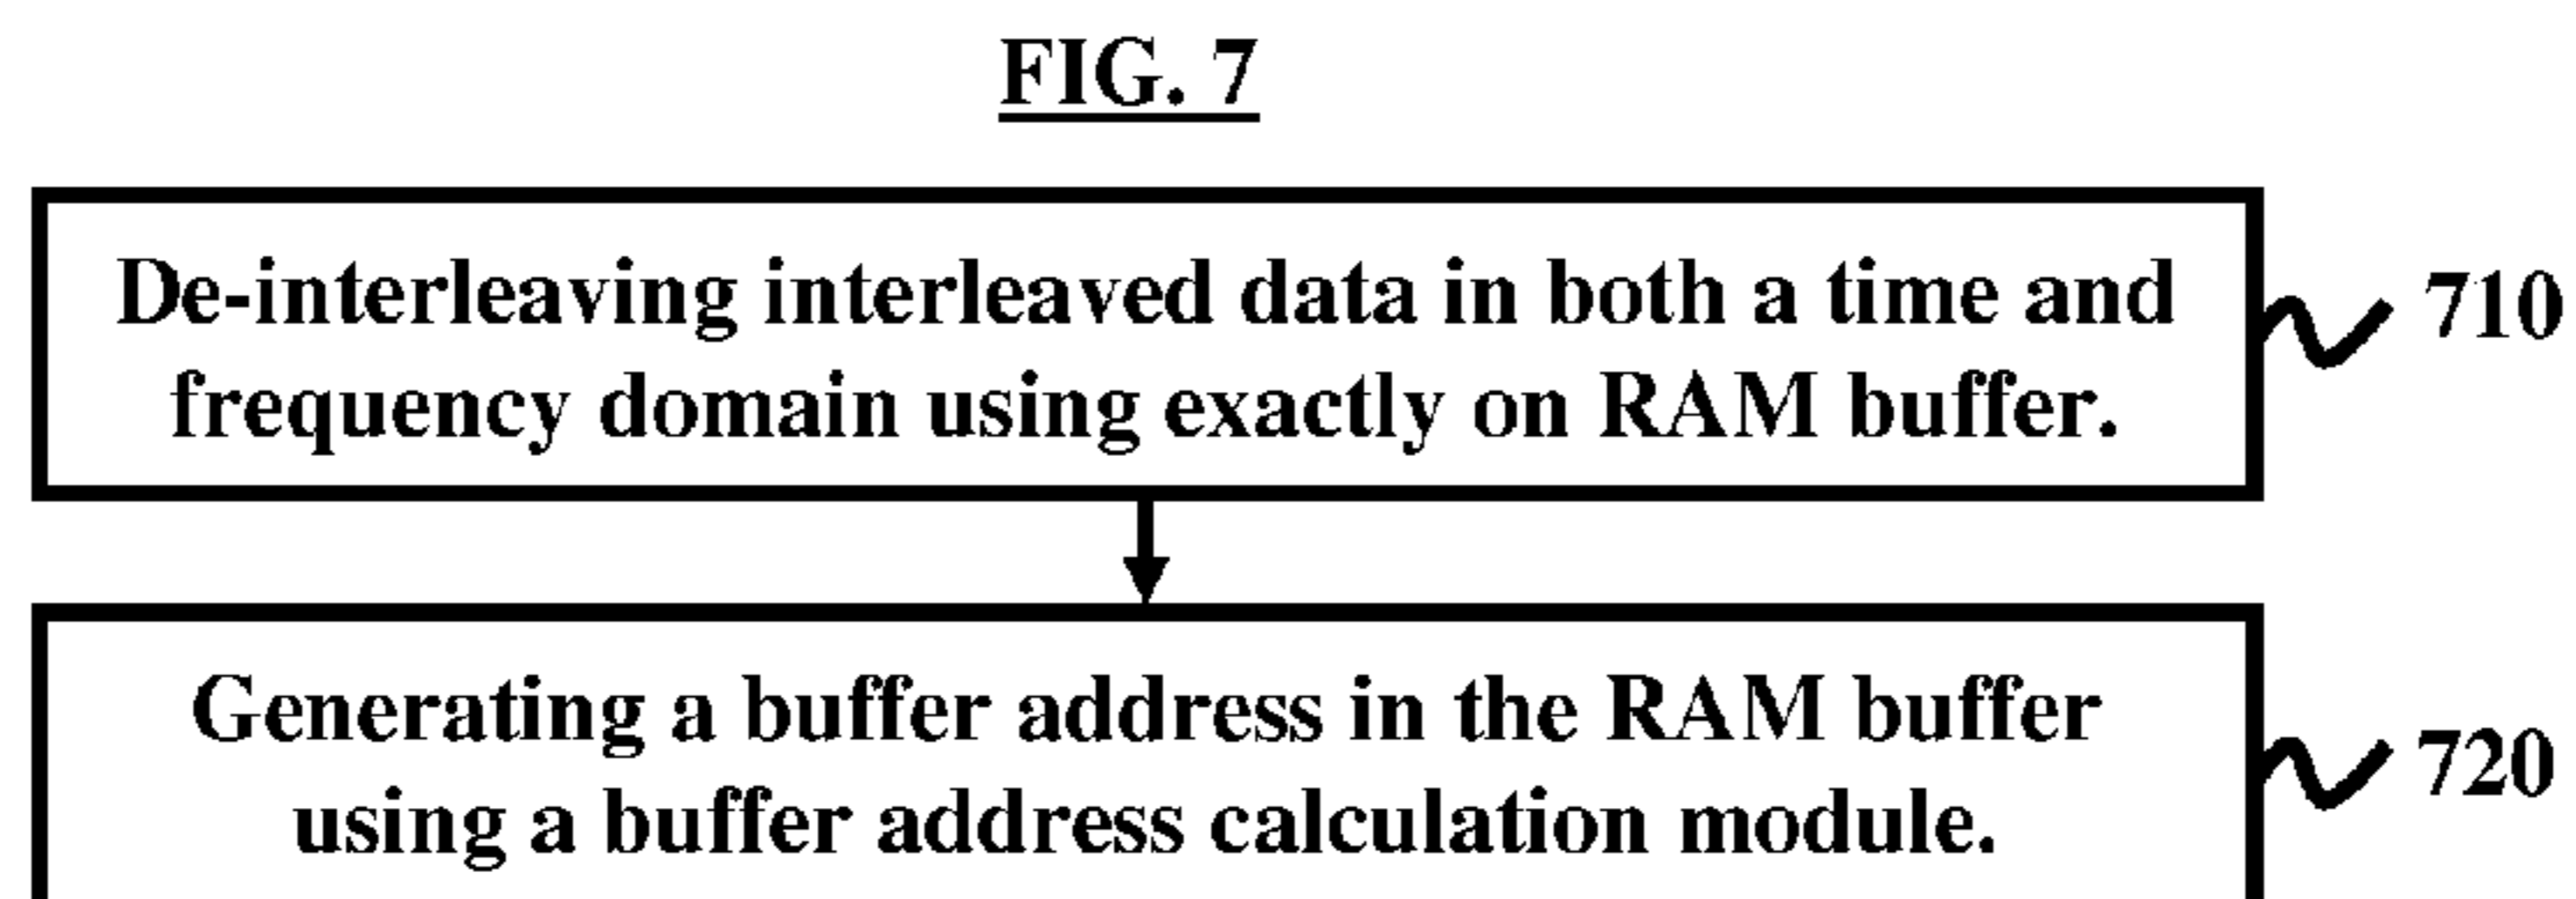 FIG. 7
De-interleaving interleaved data in both a time and
frequency domain using exactly on RAM buffer.
710
Generating a buffer address in the RAM buffer
using a buffer address calculation module.
720